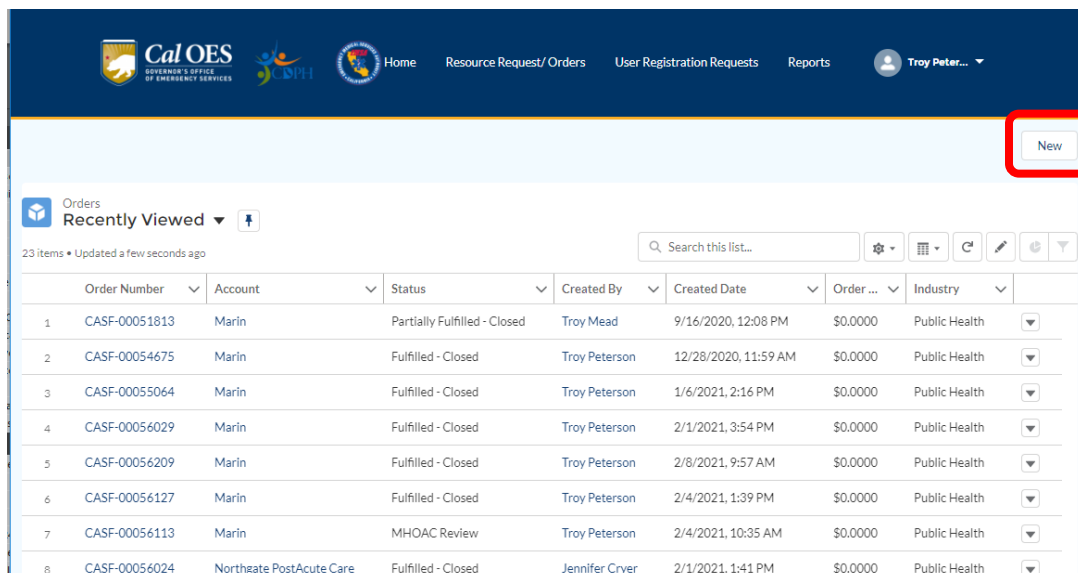 Cal OES
GOVERNOR'S OFFICE
OF EMERGENCY SERVICES
CDPH
Home Resource Request/ Orders User Registration Requests Reports Troy Peter...
New
Orders
Recently Viewed
23 items • Updated a few seconds ago
Search this list...
Order Number Account Status Created By Created Date Order ... Industry
1 CASF-00051813 Marin Partially Fulfilled - Closed Troy Mead 9/16/2020, 12:08 PM $0.0000 Public Health
2 CASF-00054675 Marin Fulfilled - Closed Troy Peterson 12/28/2020, 11:59 AM $0.0000 Public Health
3 CASF-00055064 Marin Fulfilled - Closed Troy Peterson 1/6/2021, 2:16 PM $0.0000 Public Health
4 CASF-00056029 Marin Fulfilled - Closed Troy Peterson 2/1/2021, 3:54 PM $0.0000 Public Health
5 CASF-00056209 Marin Fulfilled - Closed Troy Peterson 2/8/2021, 9:57 AM $0.0000 Public Health
6 CASF-00056127 Marin Fulfilled - Closed Troy Peterson 2/4/2021, 1:39 PM $0.0000 Public Health
7 CASF-00056113 Marin MHOAC Review Troy Peterson 2/4/2021, 10:35 AM $0.0000 Public Health
8 CASF-00056024 Northgate PostAcute Care Fulfilled - Closed Jennifer Cryer 2/1/2021, 1:41 PM $0.0000 Public Health